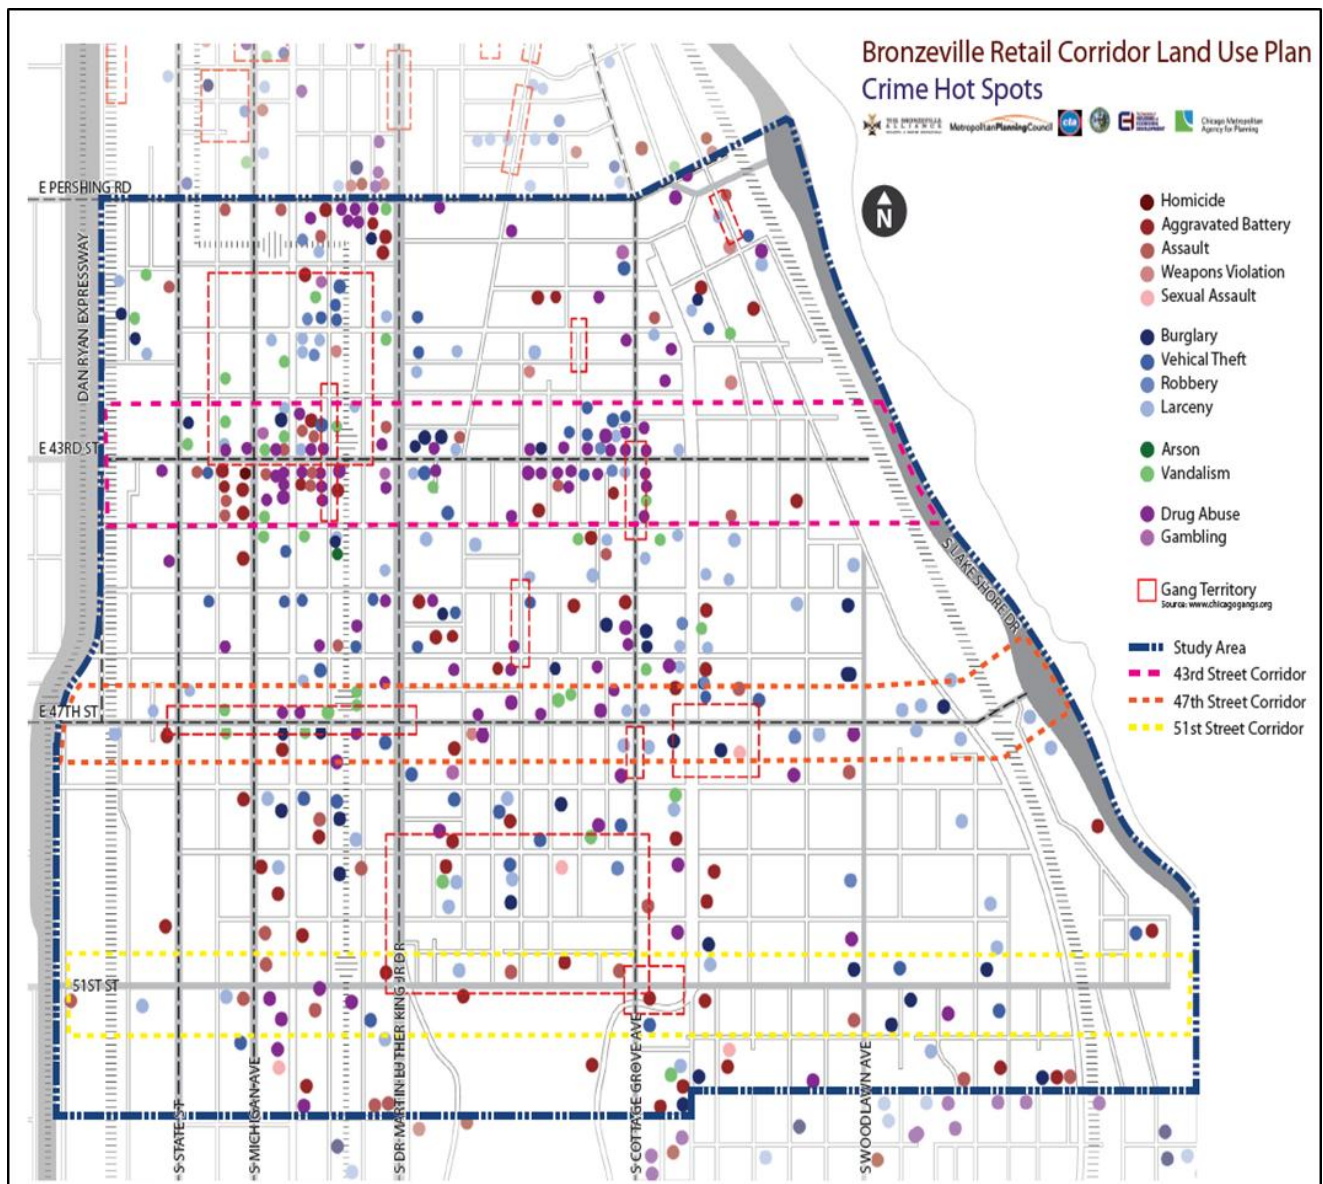 Bronzeville Retail Corridor Land Use Plan
Crime Hot Spots
THE BRONZEVILLE
ALLIANCE
MetropolitanPlanningCouncil
cta
Chicago Metropolitan
Agency for Planning
E PERSHING RD
N
DAN RYAN EXPRESSWAY
E 43RD ST
E 47TH ST
51ST ST
S STATE ST
S MICHIGAN AVE
S DR MARTIN LUTHER KING JR DR
S COTTAGE GROVE AVE
S WOODLAWN AVE
S LAKE SHORE DR
Homicide
Aggravated Battery
Assault
Weapons Violation
Sexual Assault
Burglary
Vehical Theft
Robbery
Larceny
Arson
Vandalism
Drug Abuse
Gambling
Gang Territory
Source: www.chicagogangs.org
Study Area
43rd Street Corridor
47th Street Corridor
51st Street Corridor